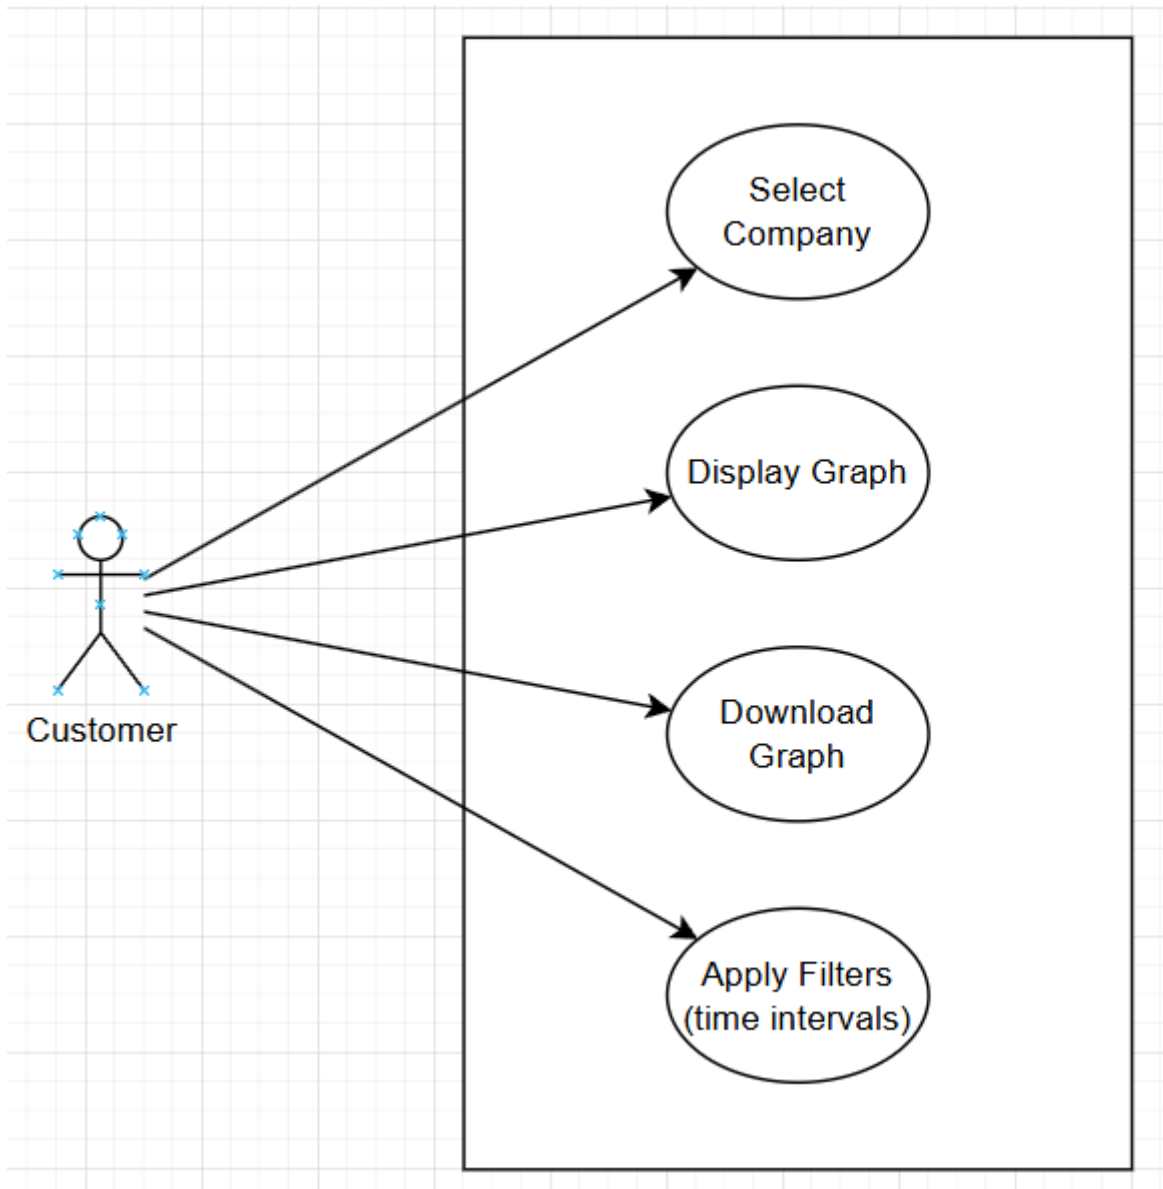 Select
Company
Display Graph
Customer
Download
Graph
Apply Filters
(time intervals)